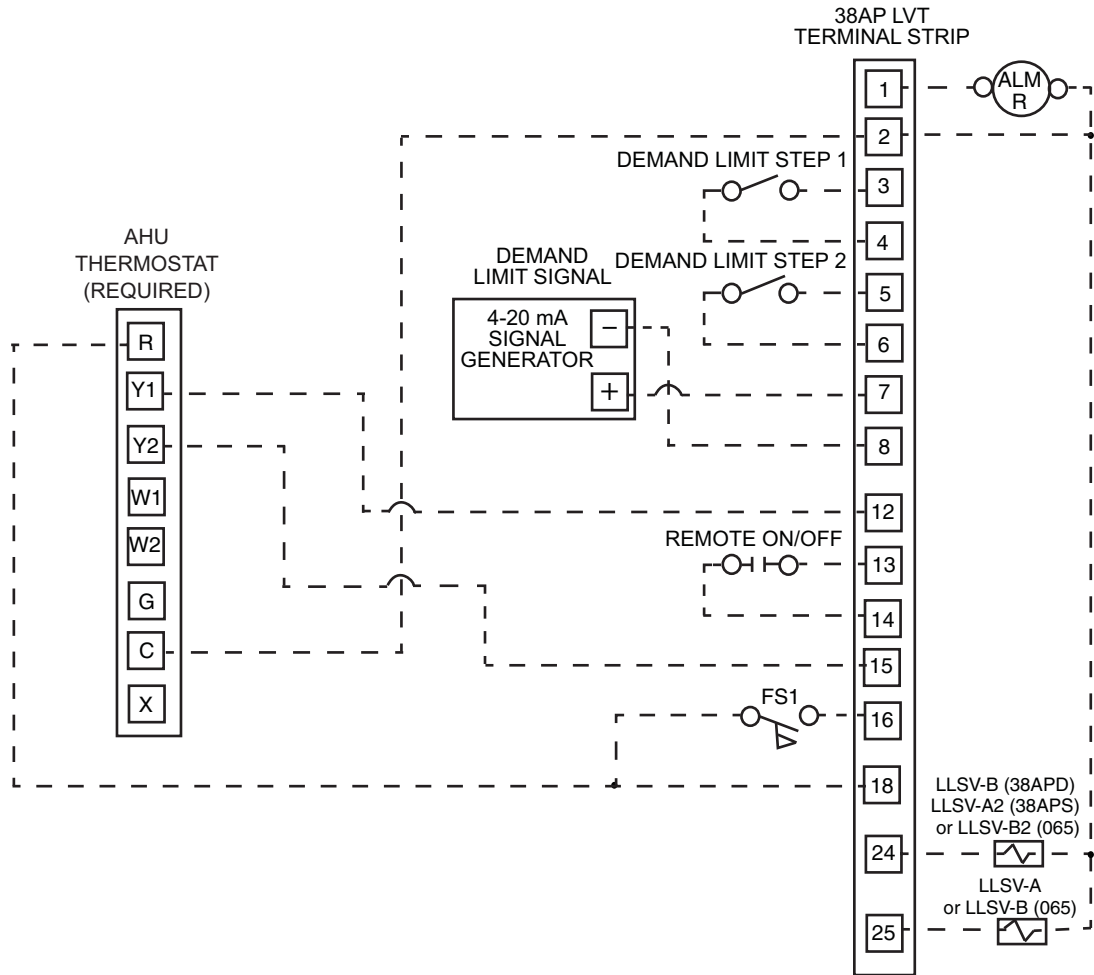 38AP LVT
TERMINAL STRIP
1
ALM
R
2
DEMAND LIMIT STEP 1
3
4
AHU
THERMOSTAT
(REQUIRED)
DEMAND
LIMIT SIGNAL
DEMAND LIMIT STEP 2
5
4-20 mA
SIGNAL
GENERATOR
−
+
6
7
8
R
Y1
Y2
W1
W2
G
C
X
12
REMOTE ON/OFF
13
14
15
FS1
16
18
LLSV-B (38APD)
LLSV-A2 (38APS)
or LLSV-B2 (065)
24
LLSV-A
or LLSV-B (065)
25